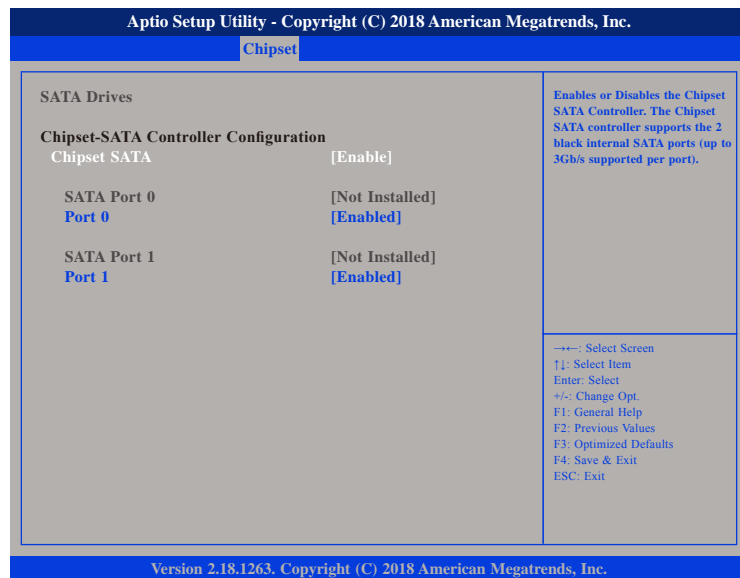 Aptio Setup Utility - Copyright (C) 2018 American Megatrends, Inc.
Chipset
SATA Drives
Chipset-SATA Controller Configuration
Chipset SATA [Enable]
SATA Port 0 [Not Installed]
Port 0 [Enabled]
SATA Port 1 [Not Installed]
Port 1 [Enabled]
Enables or Disables the Chipset
SATA Controller. The Chipset
SATA controller supports the 2
black internal SATA ports (up to
3Gb/s supported per port).
→←: Select Screen
↑↓: Select Item
Enter: Select
+/-: Change Opt.
F1: General Help
F2: Previous Values
F3: Optimized Defaults
F4: Save & Exit
ESC: Exit
Version 2.18.1263. Copyright (C) 2018 American Megatrends, Inc.